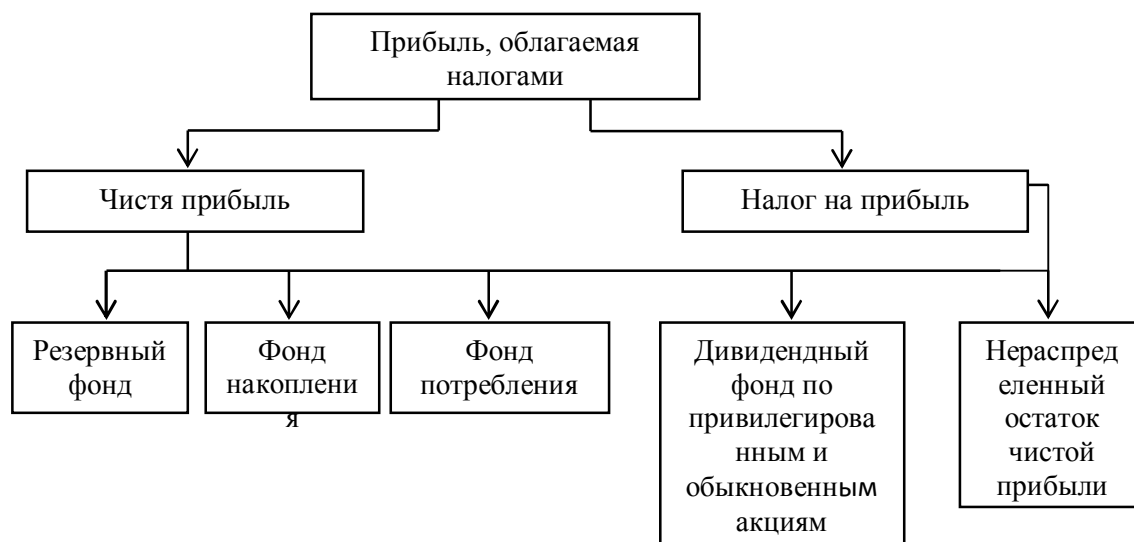 Прибыль, облагаемая
налогами
Чистя прибыль
Налог на прибыль
Резервный
фонд
Фонд
накоплени
я
Фонд
потребления
Дивидендный
фонд по
привилегирова
нным и
обыкновенным
акциям
Нераспред
еленный
остаток
чистой
прибыли